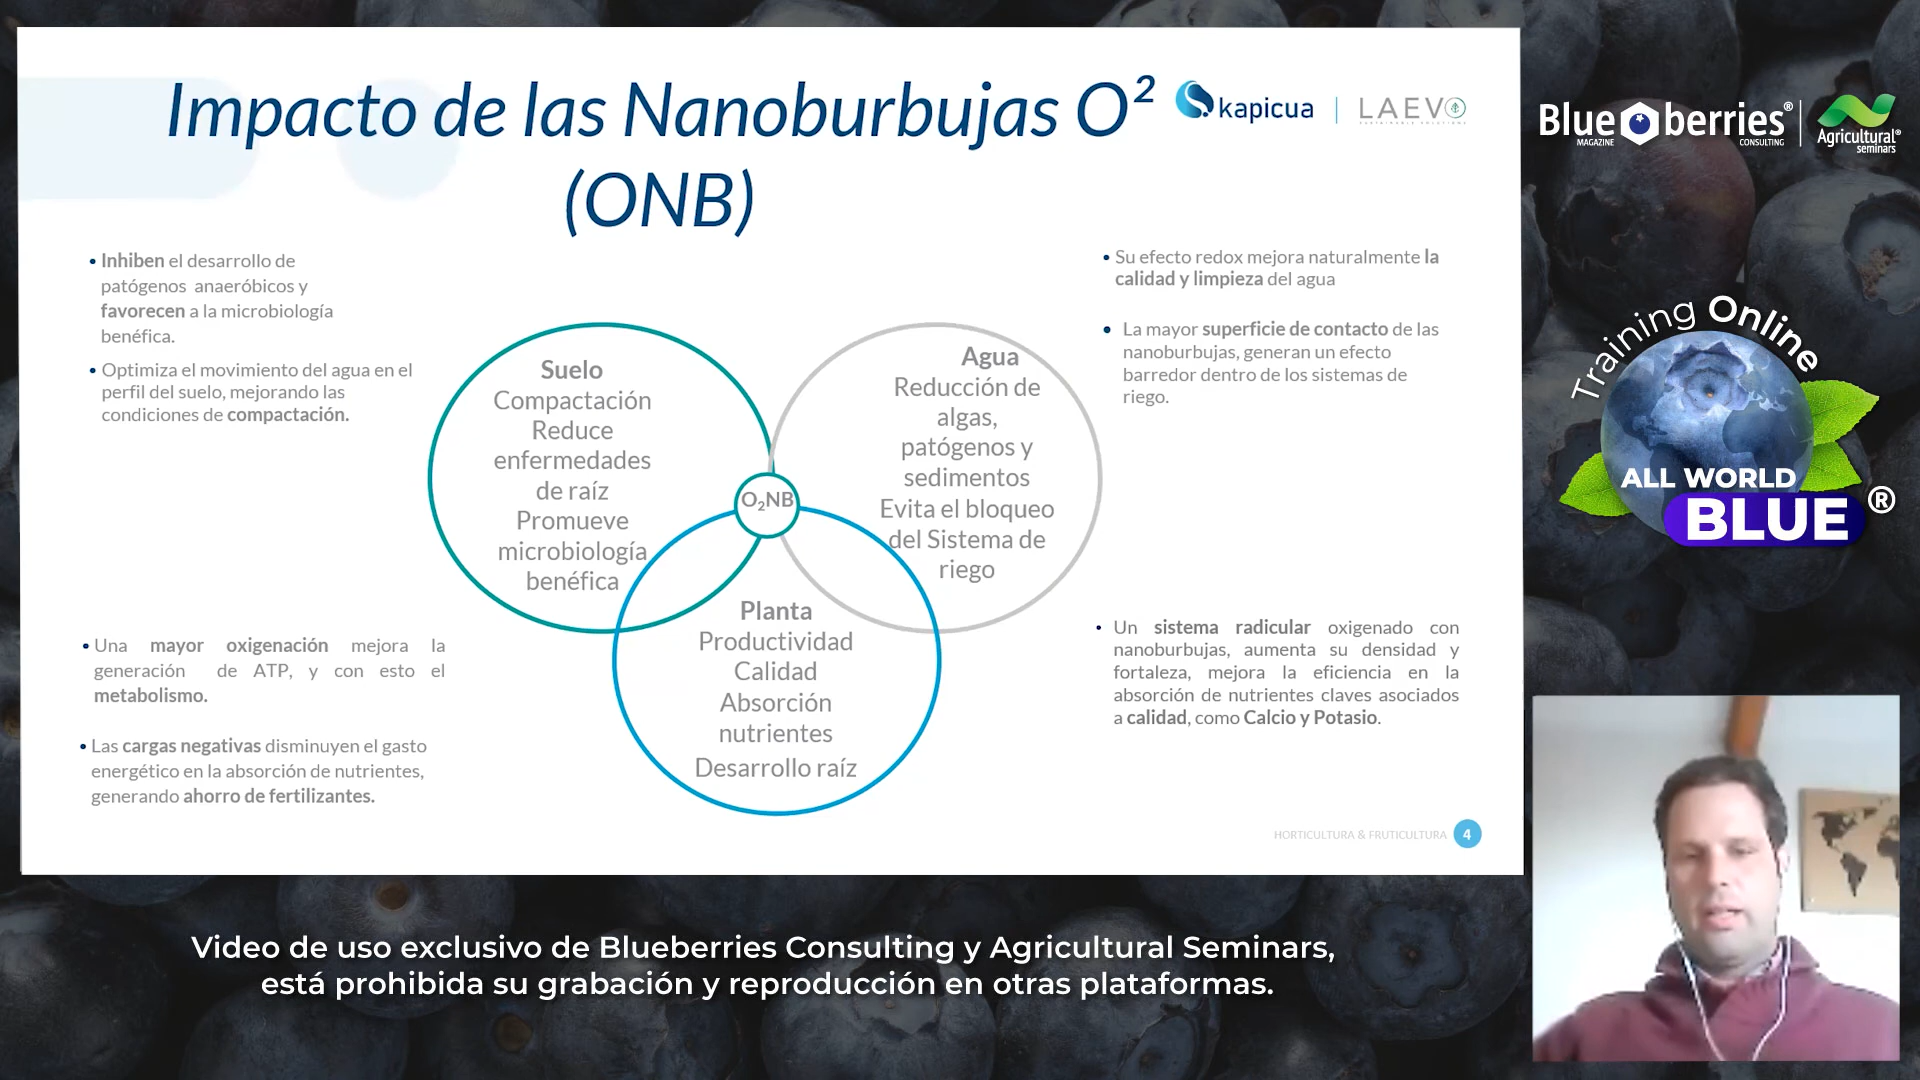 Impacto de las Nanoburbujas O²
(ONB)
kapicua | LAEVO
• Inhiben el desarrollo de
patógenos anaeróbicos y
favorecen a la microbiología
benéfica.
• Optimiza el movimiento del agua en el
perfil del suelo, mejorando las
condiciones de compactación.
• Una mayor oxigenación mejora la
generación de ATP, y con esto el
metabolismo.
• Las cargas negativas disminuyen el gasto
energético en la absorción de nutrientes,
generando ahorro de fertilizantes.
Suelo
Compactación
Reduce
enfermedades
de raíz
Promueve
microbiología
benéfica
O₂NB
Agua
Reducción de
algas,
patógenos y
sedimentos
Evita el bloqueo
del Sistema de
riego
Planta
Productividad
Calidad
Absorción
nutrientes
Desarrollo raíz
• Su efecto redox mejora naturalmente la
calidad y limpieza del agua
• La mayor superficie de contacto de las
nanoburbujas, generan un efecto
barredor dentro de los sistemas de
riego.
• Un sistema radicular oxigenado con
nanoburbujas, aumenta su densidad y
fortaleza, mejora la eficiencia en la
absorción de nutrientes claves asociados
a calidad, como Calcio y Potasio.
HORTICULTURA & FRUTICULTURA 4
Blueberries® | Agricultural®
MAGAZINE CONSULTING seminars
Training Online
ALL WORLD
BLUE ®
Video de uso exclusivo de Blueberries Consulting y Agricultural Seminars,
está prohibida su grabación y reproducción en otras plataformas.